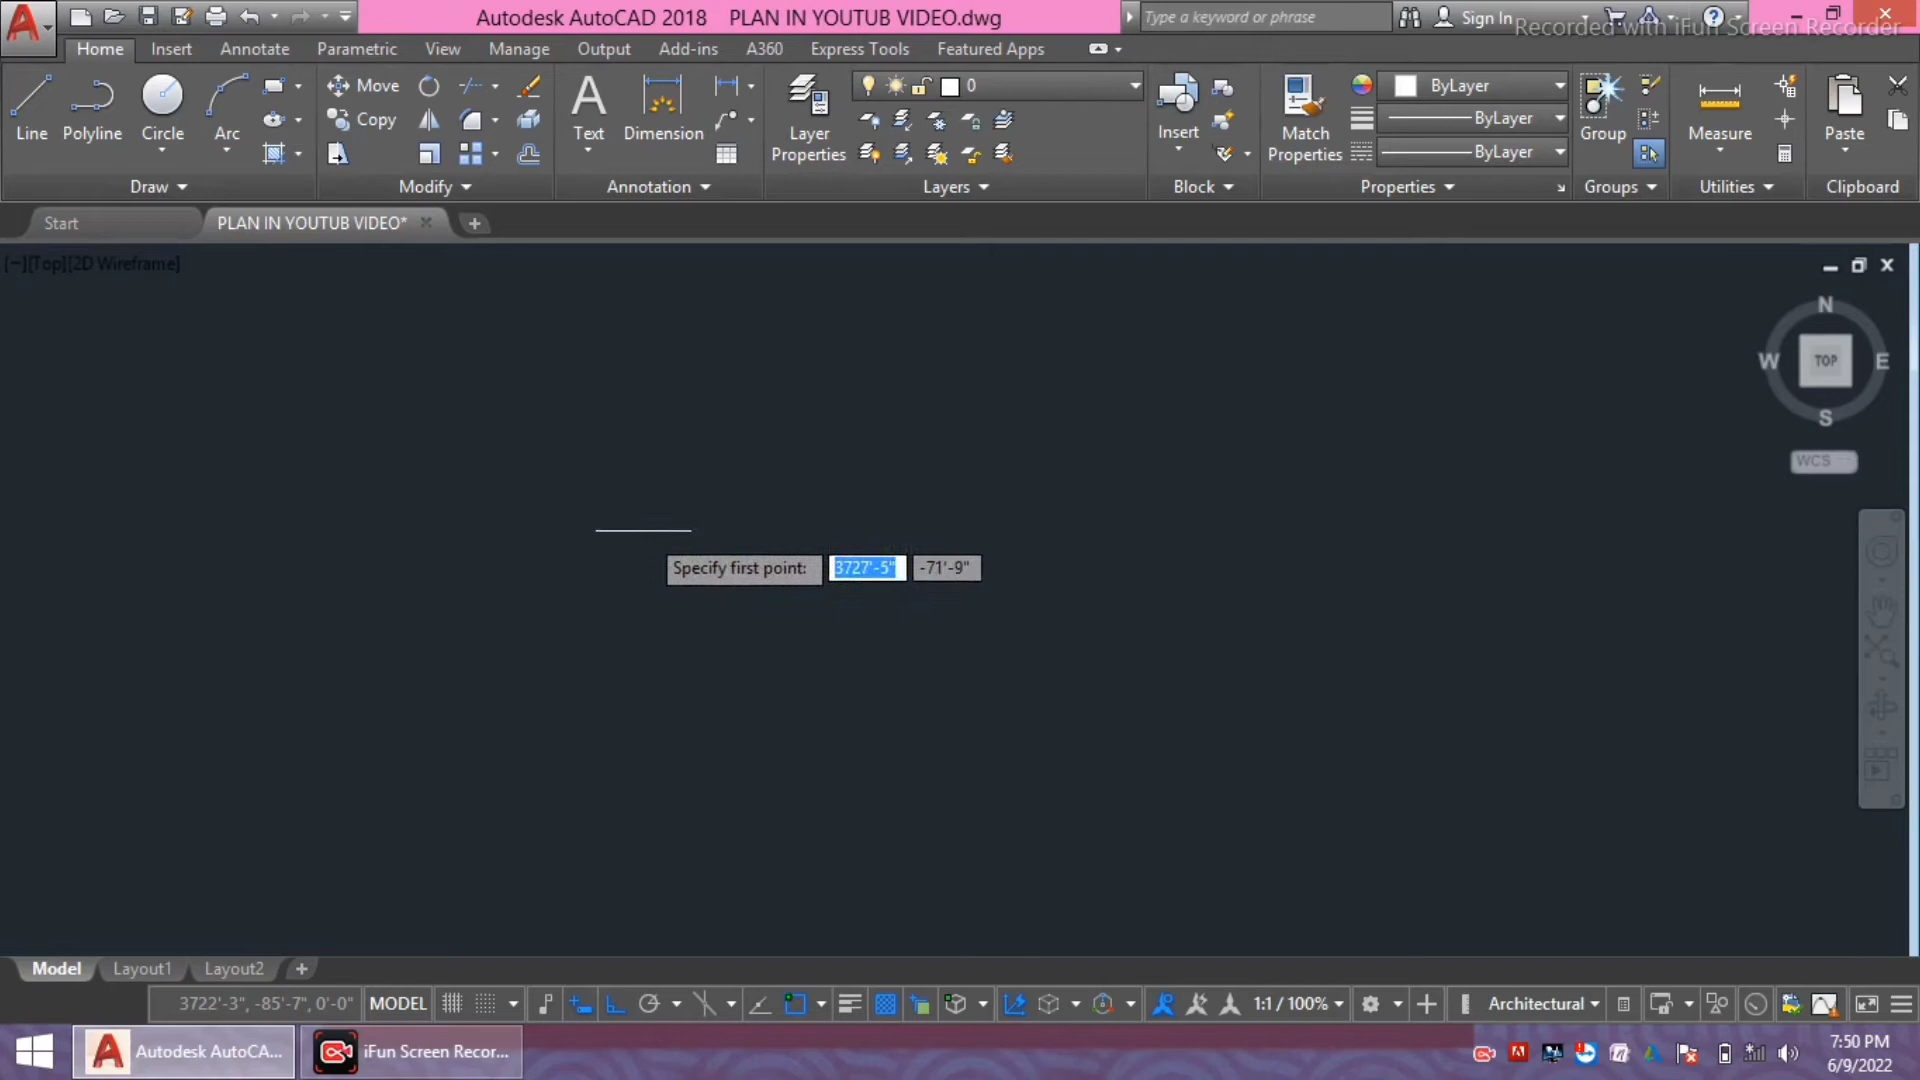 Autodesk AutoCAD 2018 PLAN IN YOUTUB VIDEO.dwg
Type a keyword or phrase
Sign In
Recorded with iFun Screen Recorder
Home Insert Annotate Parametric View Manage Output Add-ins A360 Express Tools Featured Apps
Move
ByLayer
0
Copy
ByLayer
Line Polyline Circle Arc
A
Text Dimension
Layer
Properties
Insert
Match
Properties
ByLayer
Group
Measure
Paste
Draw Modify Annotation Layers Block Properties Groups Utilities Clipboard
Start PLAN IN YOUTUB VIDEO*
[−][Top][2D Wireframe]
N
W TOP E
S
WCS
Specify first point: 3727'-5" -71'-9"
Model Layout1 Layout2
3722'-3", -85'-7", 0'-0" MODEL 1:1 / 100% Architectural
Autodesk AutoCA... iFun Screen Recor...
7:50 PM
6/9/2022